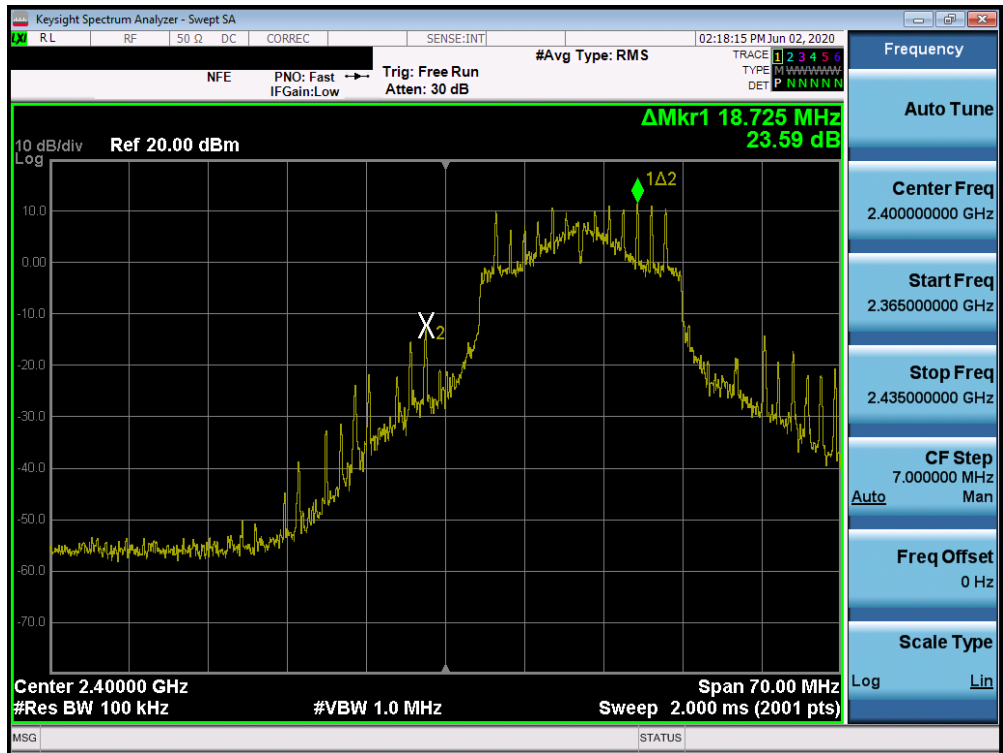 Keysight Spectrum Analyzer - Swept SA
LXI RL RF 50 Ω DC CORREC SENSE:INT 02:18:15 PM Jun 02, 2020
#Avg Type: RMS
TRACE 1 2 3 4 5 6
TYPE M WWWWW
DET P N N N N N
NFE PNO: Fast Trig: Free Run
IFGain:Low Atten: 30 dB
ΔMkr1 18.725 MHz
23.59 dB
10 dB/div Ref 20.00 dBm
Log
1Δ2
10.0
0.00
-10.0
X2
-20.0
-30.0
-40.0
-50.0
-60.0
-70.0
Center 2.40000 GHz Span 70.00 MHz
#Res BW 100 kHz #VBW 1.0 MHz Sweep 2.000 ms (2001 pts)
MSG STATUS
Frequency
Auto Tune
Center Freq
2.400000000 GHz
Start Freq
2.365000000 GHz
Stop Freq
2.435000000 GHz
CF Step
7.000000 MHz
Auto Man
Freq Offset
0 Hz
Scale Type
Log Lin